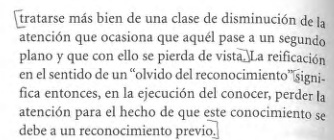 tratarse más bien de una clase de disminución de la
atención que ocasiona que aquél pase a un segundo
plano y que con ello se pierda de vista. La reificación
en el sentido de un “olvido del reconocimiento” signi-
fica entonces, en la ejecución del conocer, perder la
atención para el hecho de que este conocimiento se
debe a un reconocimiento previo.